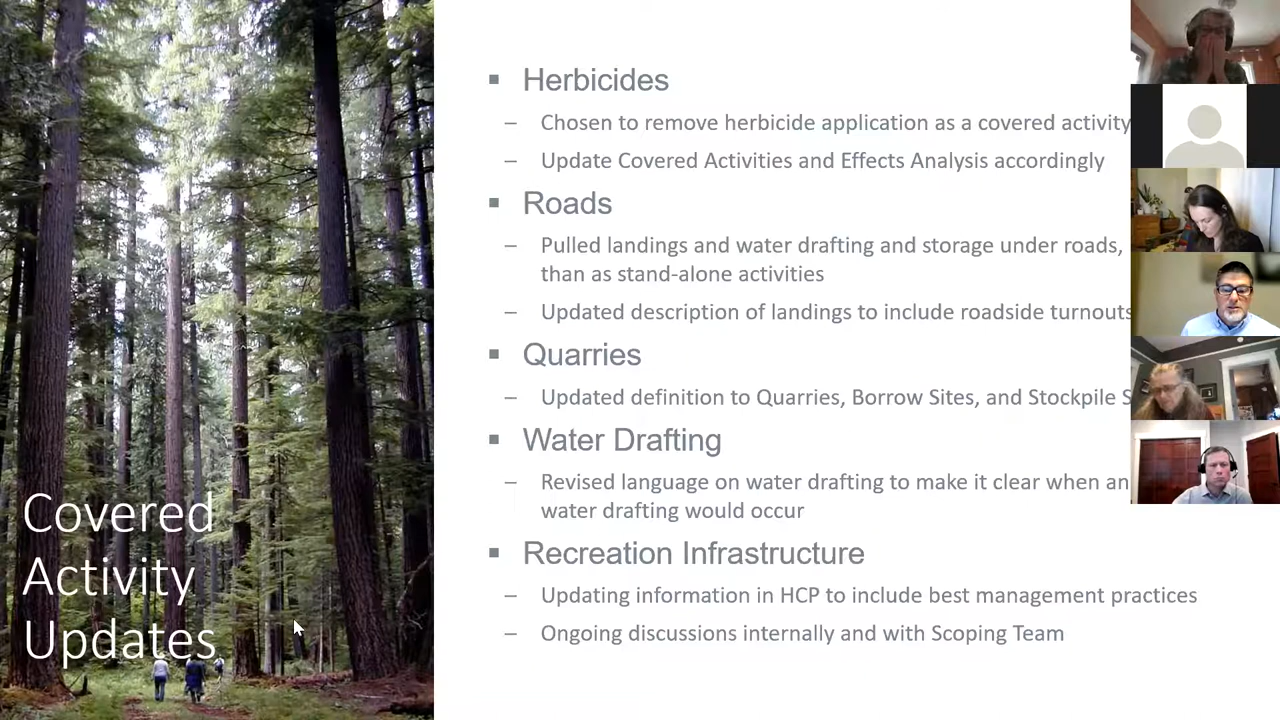 Covered
Activity
Updates
▪ Herbicides
– Chosen to remove herbicide application as a covered activity
– Update Covered Activities and Effects Analysis accordingly
▪ Roads
– Pulled landings and water drafting and storage under roads,
than as stand-alone activities
– Updated description of landings to include roadside turnouts
▪ Quarries
– Updated definition to Quarries, Borrow Sites, and Stockpile S
▪ Water Drafting
– Revised language on water drafting to make it clear when an
water drafting would occur
▪ Recreation Infrastructure
– Updating information in HCP to include best management practices
– Ongoing discussions internally and with Scoping Team